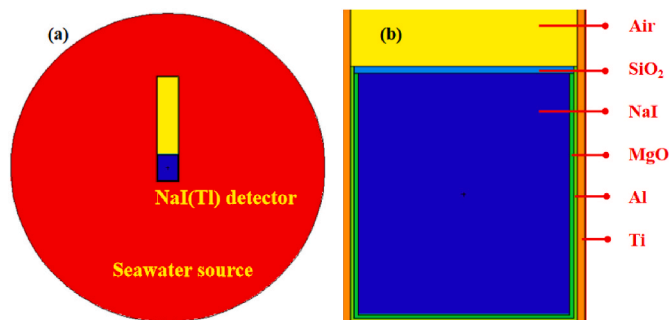 (a)
NaI(Tl) detector
Seawater source
(b)
Air
SiO₂
NaI
MgO
Al
Ti